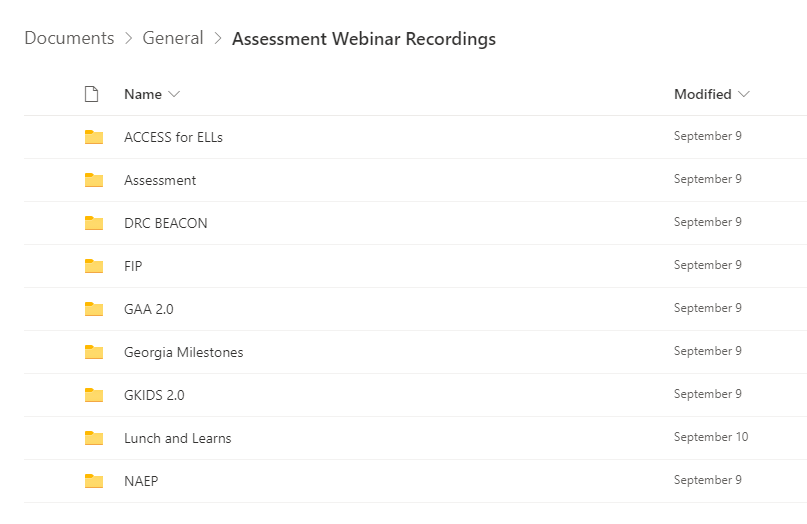 Documents > General > Assessment Webinar Recordings
Name Modified
ACCESS for ELLs September 9
Assessment September 9
DRC BEACON September 9
FIP September 9
GAA 2.0 September 9
Georgia Milestones September 9
GKIDS 2.0 September 9
Lunch and Learns September 10
NAEP September 9